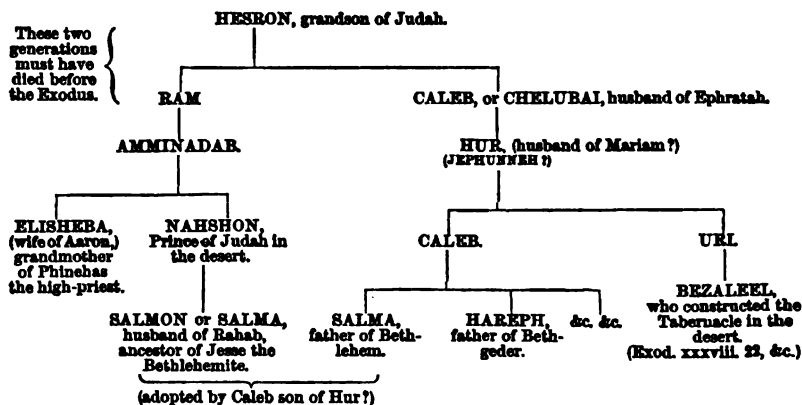 HESRON, grandson of Judah.
These two
generations
must have
died before
the Exodus.
RAM
CALEB, or CHELUBAI, husband of Ephratah.
AMMINADAB.
HUR, (husband of Mariam?)
(JEPHUNNEH?)
ELISHEBA,
(wife of Aaron,)
grandmother
of Phinehas
the high-priest.
NAHSHON,
Prince of Judah in
the desert.
CALEB.
URI.
SALMON or SALMA,
husband of Rahab,
ancestor of Jesse the
Bethlehemite.
SALMA,
father of Beth-
lehem.
HAREPH,
father of Beth-
geder.
&c. &c.
BEZALEEL,
who constructed the
Tabernacle in the
desert.
(Exod. xxxviii. 22, &c.)
(adopted by Caleb son of Hur?)